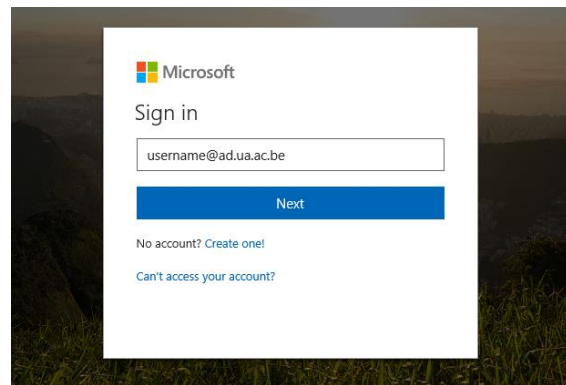 Microsoft
Sign in
username@ad.ua.ac.be
Next
No account? Create one!
Can't access your account?